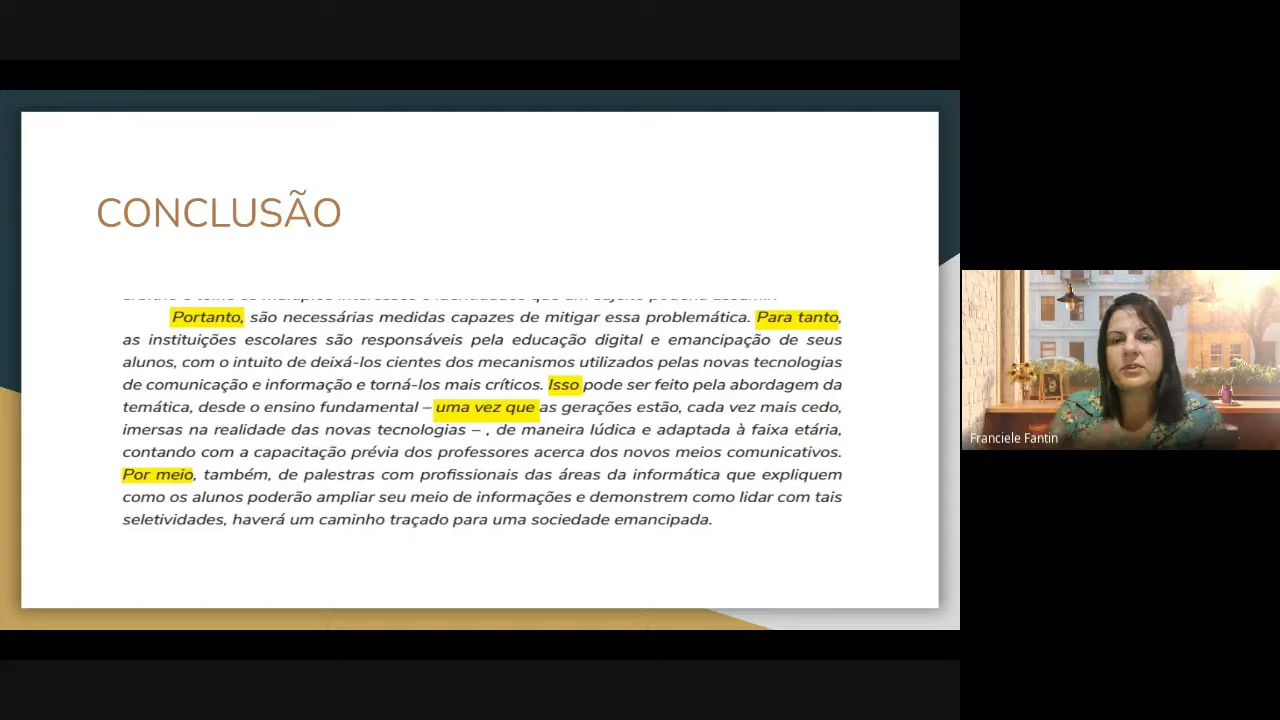 CONCLUSÃO
Portanto, são necessárias medidas capazes de mitigar essa problemática. Para tanto,
as instituições escolares são responsáveis pela educação digital e emancipação de seus
alunos, com o intuito de deixá-los cientes dos mecanismos utilizados pelas novas tecnologias
de comunicação e informação e torná-los mais críticos. Isso pode ser feito pela abordagem da
temática, desde o ensino fundamental – uma vez que as gerações estão, cada vez mais cedo,
imersas na realidade das novas tecnologias – , de maneira lúdica e adaptada à faixa etária,
contando com a capacitação prévia dos professores acerca dos novos meios comunicativos.
Por meio, também, de palestras com profissionais das áreas da informática que expliquem
como os alunos poderão ampliar seu meio de informações e demonstrem como lidar com tais
seletividades, haverá um caminho traçado para uma sociedade emancipada.
Franciele Fantin